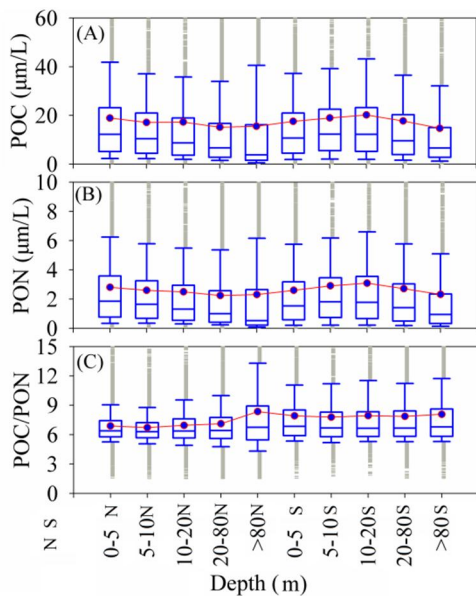 (A)
POC (μm/L)
60
40
20
0
(B)
PON (μm/L)
10
8
6
4
2
0
(C)
POC/PON
15
12
9
6
3
0
N S
0-5 N
5-10N
10-20N
20-80N
>80N
0-5 S
5-10S
10-20S
20-80S
>80S
Depth (m)